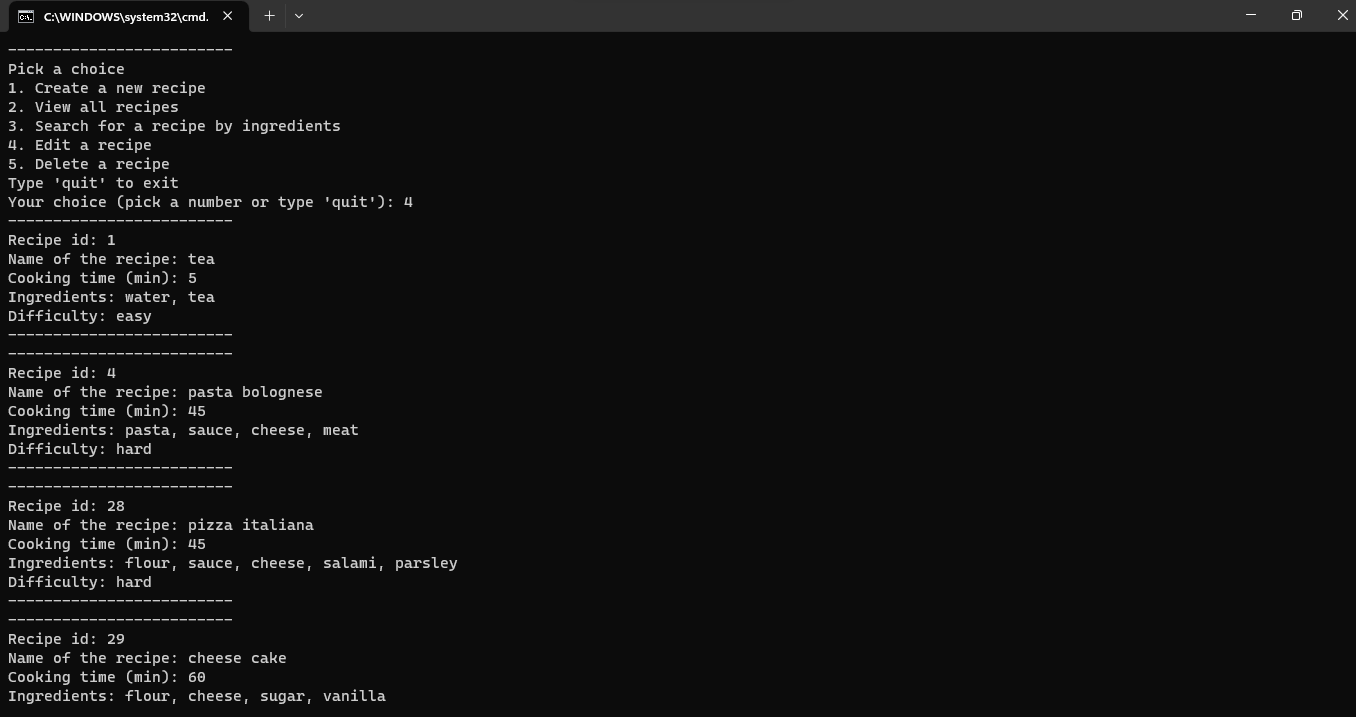 C:\WINDOWS\system32\cmd.
-------------------------
Pick a choice
1. Create a new recipe
2. View all recipes
3. Search for a recipe by ingredients
4. Edit a recipe
5. Delete a recipe
Type 'quit' to exit
Your choice (pick a number or type 'quit'): 4
-------------------------
Recipe id: 1
Name of the recipe: tea
Cooking time (min): 5
Ingredients: water, tea
Difficulty: easy
-------------------------
-------------------------
Recipe id: 4
Name of the recipe: pasta bolognese
Cooking time (min): 45
Ingredients: pasta, sauce, cheese, meat
Difficulty: hard
-------------------------
-------------------------
Recipe id: 28
Name of the recipe: pizza italiana
Cooking time (min): 45
Ingredients: flour, sauce, cheese, salami, parsley
Difficulty: hard
-------------------------
-------------------------
Recipe id: 29
Name of the recipe: cheese cake
Cooking time (min): 60
Ingredients: flour, cheese, sugar, vanilla